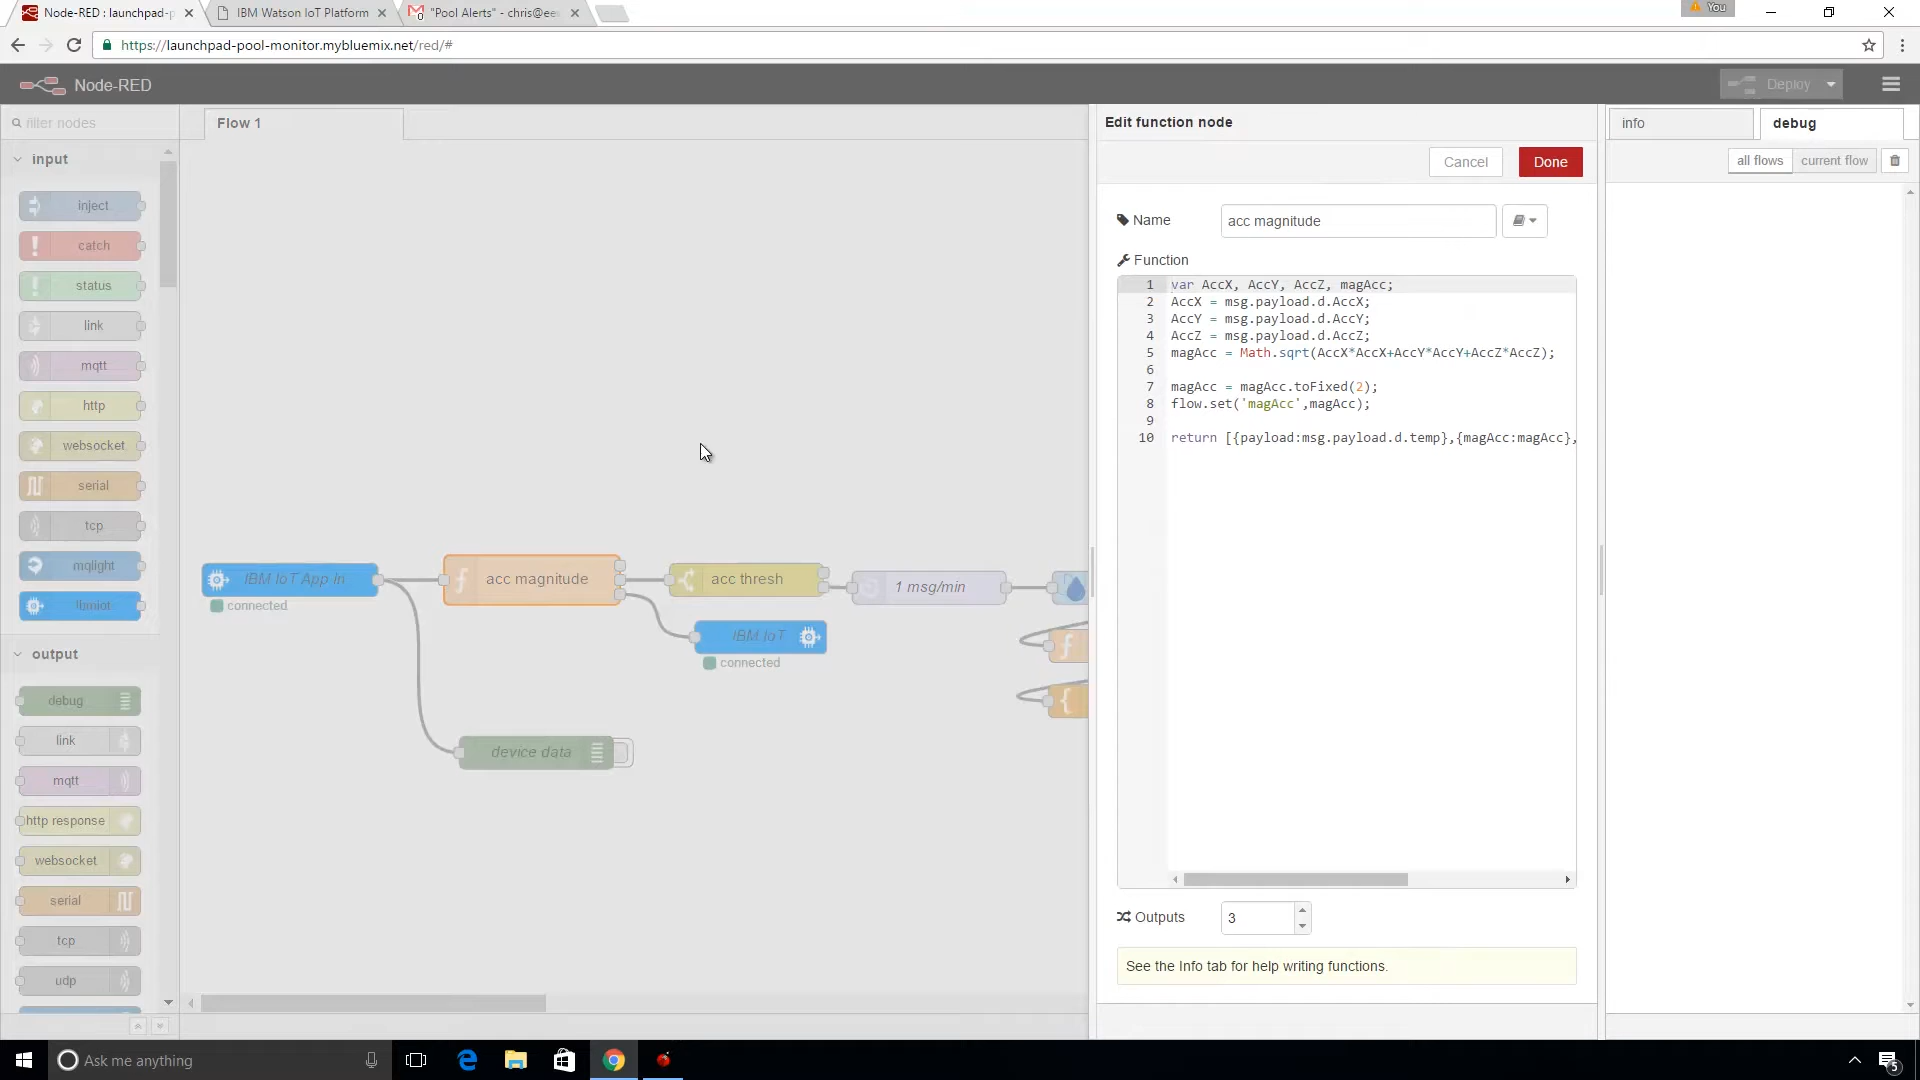 Node-RED : launchpad-p
IBM Watson IoT Platform
"Pool Alerts" - chris@ee
You
https://launchpad-pool-monitor.mybluemix.net/red/#
Node-RED
Deploy
filter nodes
Flow 1
input
inject
catch
status
link
mqtt
http
websocket
serial
tcp
mqlight
ibmiot
output
debug
link
mqtt
http response
websocket
serial
tcp
udp
IBM IoT App In
connected
acc magnitude
acc thresh
1 msg/min
IBM IoT
connected
device data
Edit function node
Cancel
Done
Name
acc magnitude
Function
1 var AccX, AccY, AccZ, magAcc;
2 AccX = msg.payload.d.AccX;
3 AccY = msg.payload.d.AccY;
4 AccZ = msg.payload.d.AccZ;
5 magAcc = Math.sqrt(AccX*AccX+AccY*AccY+AccZ*AccZ);
6
7 magAcc = magAcc.toFixed(2);
8 flow.set('magAcc',magAcc);
9
10 return [{payload:msg.payload.d.temp},{magAcc:magAcc},
Outputs
3
See the Info tab for help writing functions.
info
debug
all flows
current flow
Ask me anything
5